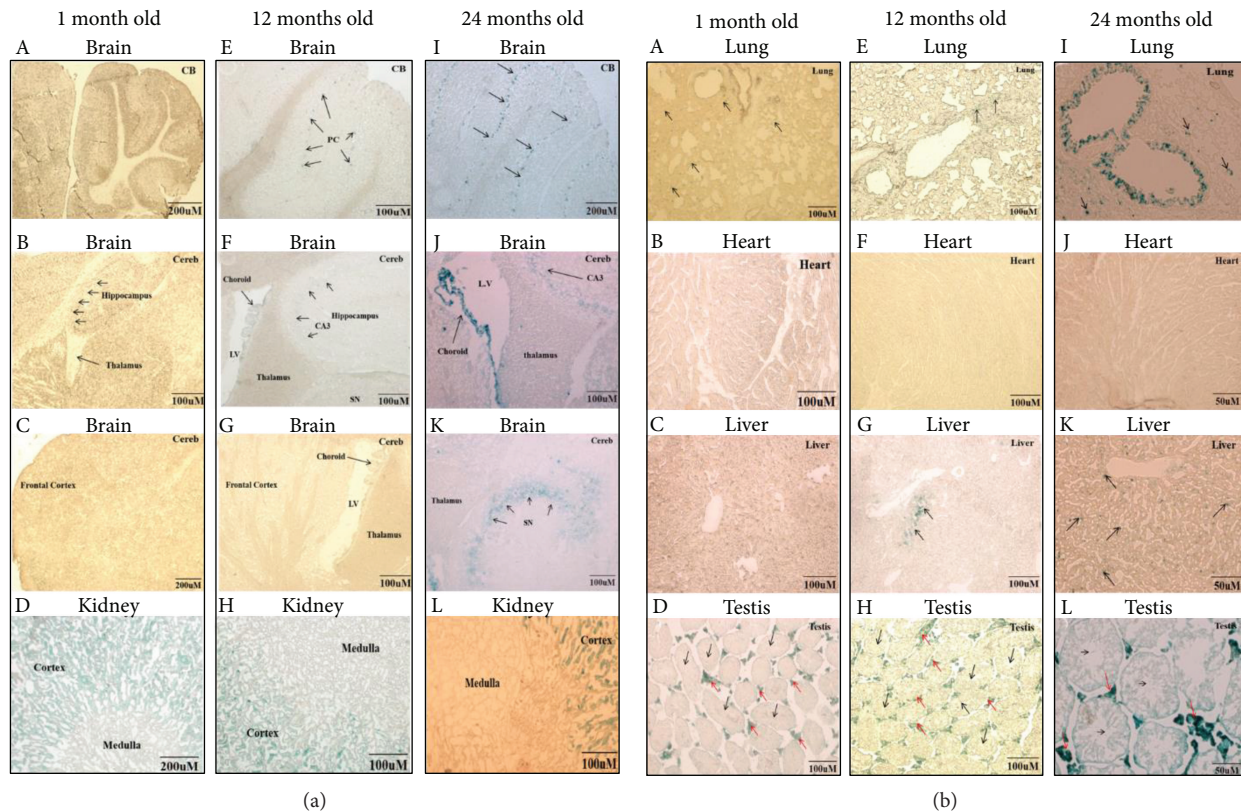 1 month old 12 months old 24 months old
A Brain E Brain I Brain
CB CB CB
PC
200uM 100uM 200uM
B Brain F Brain J Brain
Cereb Cereb Cereb
Choroid L.V CA3
Hippocampus Hippocampus
CA3
LV Choroid thalamus
Thalamus Thalamus
SN
100uM 100uM 100uM
C Brain G Brain K Brain
Cereb Cereb Cereb
Choroid
Frontal Cortex Frontal Cortex Thalamus
LV SN
Thalamus
200uM 100uM 100uM
D Kidney H Kidney L Kidney
Cortex Medulla Cortex
Medulla
Medulla Cortex
200uM 100uM 100uM
(a)
1 month old 12 months old 24 months old
A Lung E Lung I Lung
Lung Lung Lung
100uM 100uM 100uM
B Heart F Heart J Heart
Heart Heart Heart
100uM 100uM 50uM
C Liver G Liver K Liver
Liver Liver Liver
100uM 100uM 50uM
D Testis H Testis L Testis
Testis Testis Testis
100uM 100uM 50uM
(b)